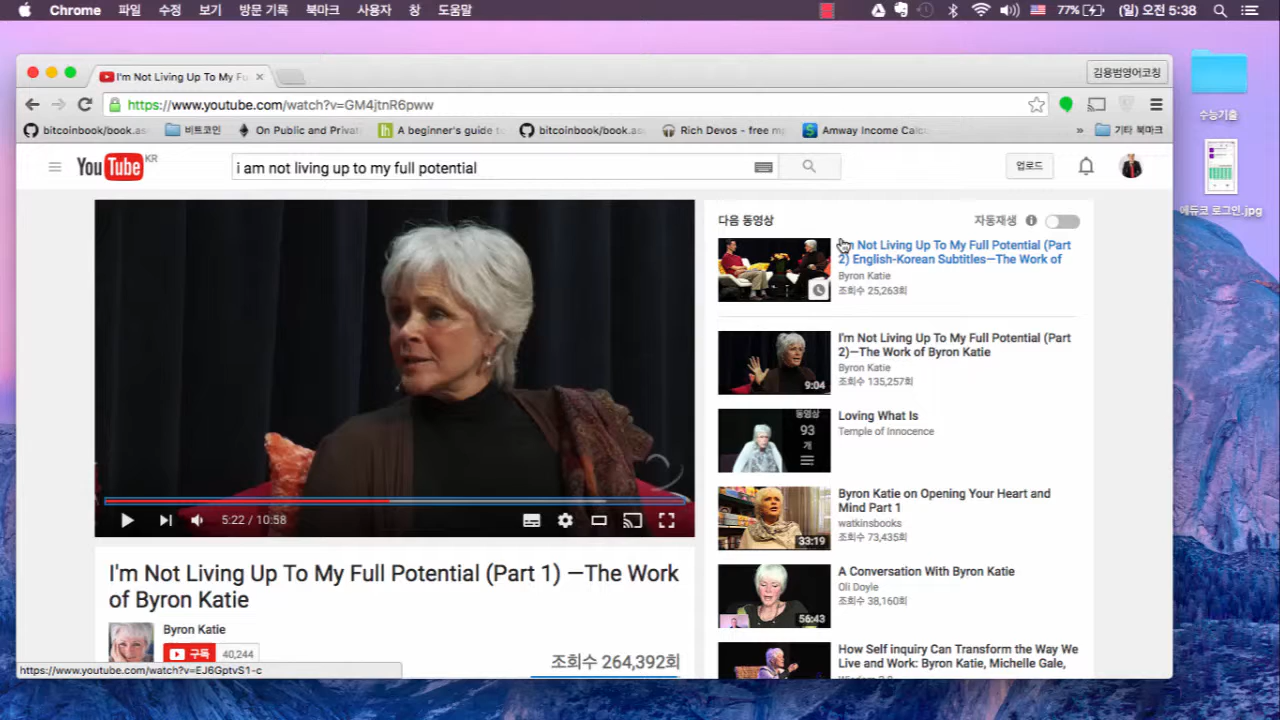 Chrome 파일 수정 보기 방문 기록 북마크 사용자 창 도움말 77% (일) 오전 5:38
I'm Not Living Up To My Fu
김용범영어코칭
https://www.youtube.com/watch?v=GM4jtnR6pww
bitcoinbook/book.as 비트코인 On Public and Privat A beginner's guide to bitcoinbook/book.as Rich Devos - free m Amway Income Calc » 기타 북마크
YouTube KR
i am not living up to my full potential
업로드
수능기출
에듀코 로그인.jpg
다음 동영상 자동재생
I'm Not Living Up To My Full Potential (Part
2) English-Korean Subtitles—The Work of
Byron Katie
조회수 25,263회
I'm Not Living Up To My Full Potential (Part
2)—The Work of Byron Katie
Byron Katie
조회수 135,257회
9:04
Loving What Is
Temple of Innocence
동영상
93
개
Byron Katie on Opening Your Heart and
Mind Part 1
watkinsbooks
조회수 73,435회
33:19
A Conversation With Byron Katie
Oli Doyle
조회수 38,160회
56:43
How Self inquiry Can Transform the Way We
Live and Work: Byron Katie, Michelle Gale,
5:22 / 10:58
I'm Not Living Up To My Full Potential (Part 1) —The Work
of Byron Katie
Byron Katie
구독 40,244
조회수 264,392회
https://www.youtube.com/watch?v=EJ6GptvS1-c